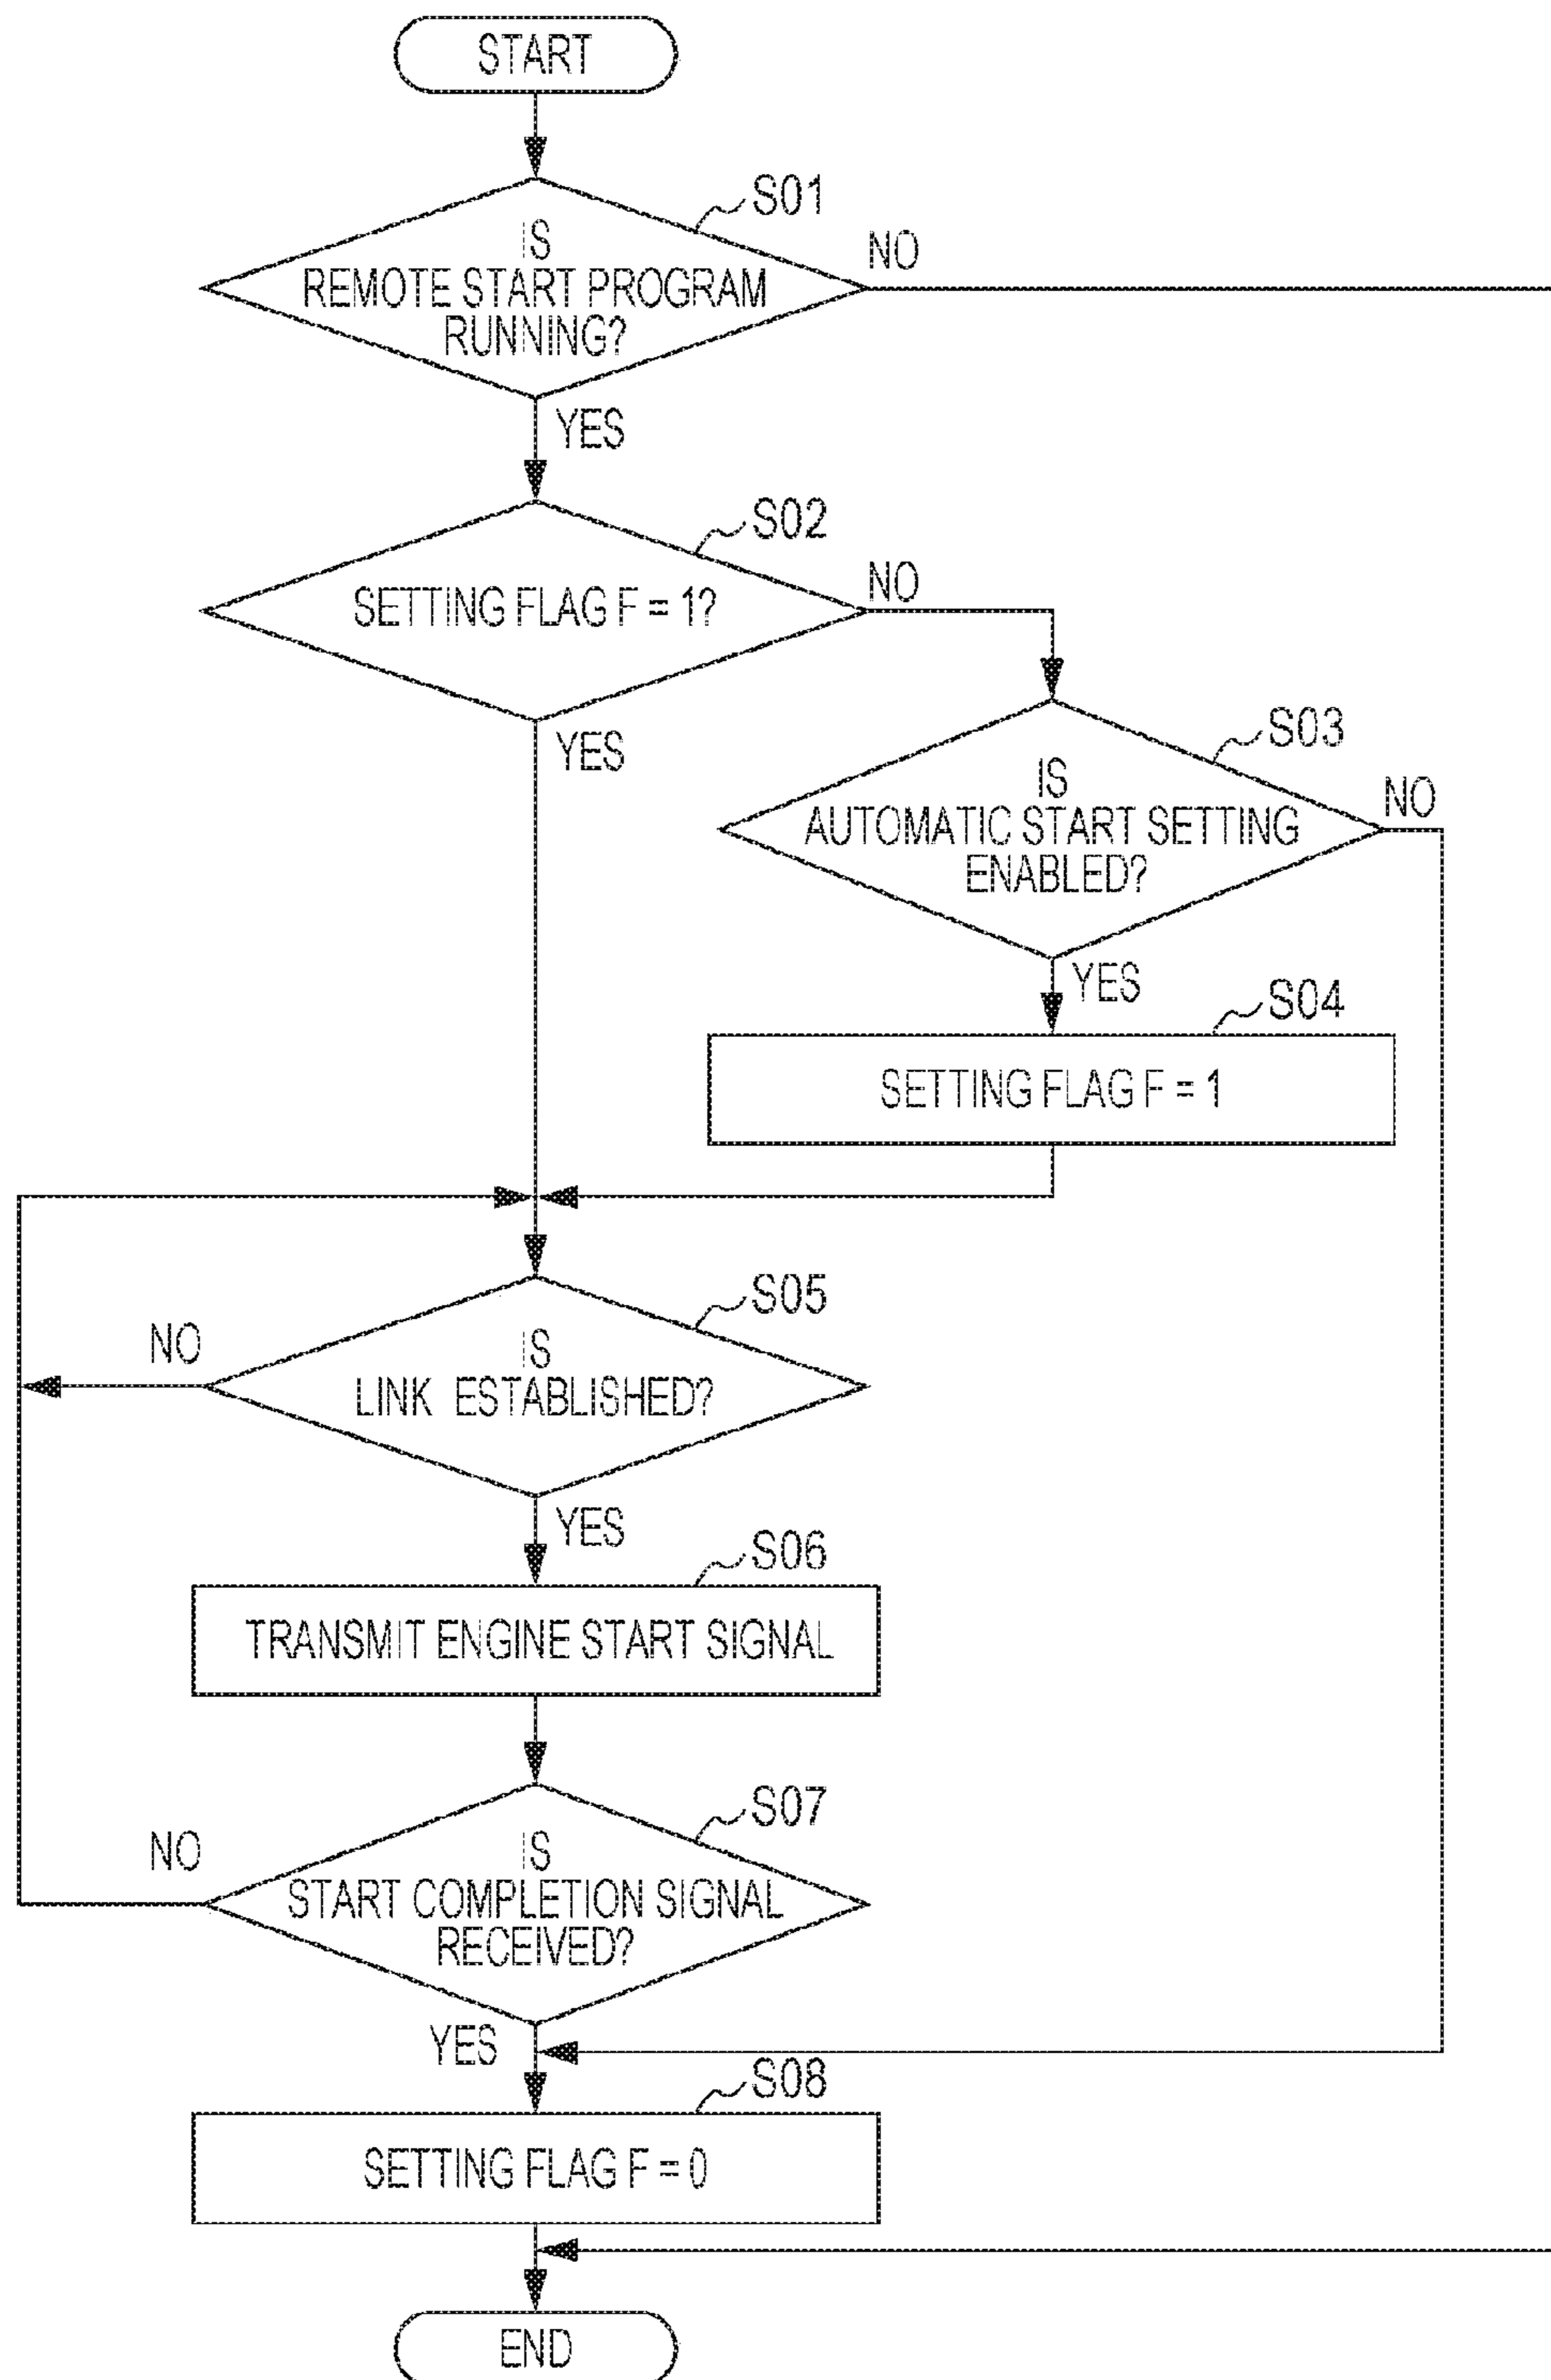 START
S01
IS
REMOTE START PROGRAM
RUNNING?
NO
YES
S02
SETTING FLAG F = 1?
NO
YES
S03
IS
AUTOMATIC START SETTING
ENABLED?
NO
YES
S04
SETTING FLAG F = 1
S05
IS
LINK ESTABLISHED?
NO
YES
S06
TRANSMIT ENGINE START SIGNAL
S07
IS
START COMPLETION SIGNAL
RECEIVED?
NO
YES
S08
SETTING FLAG F = 0
END